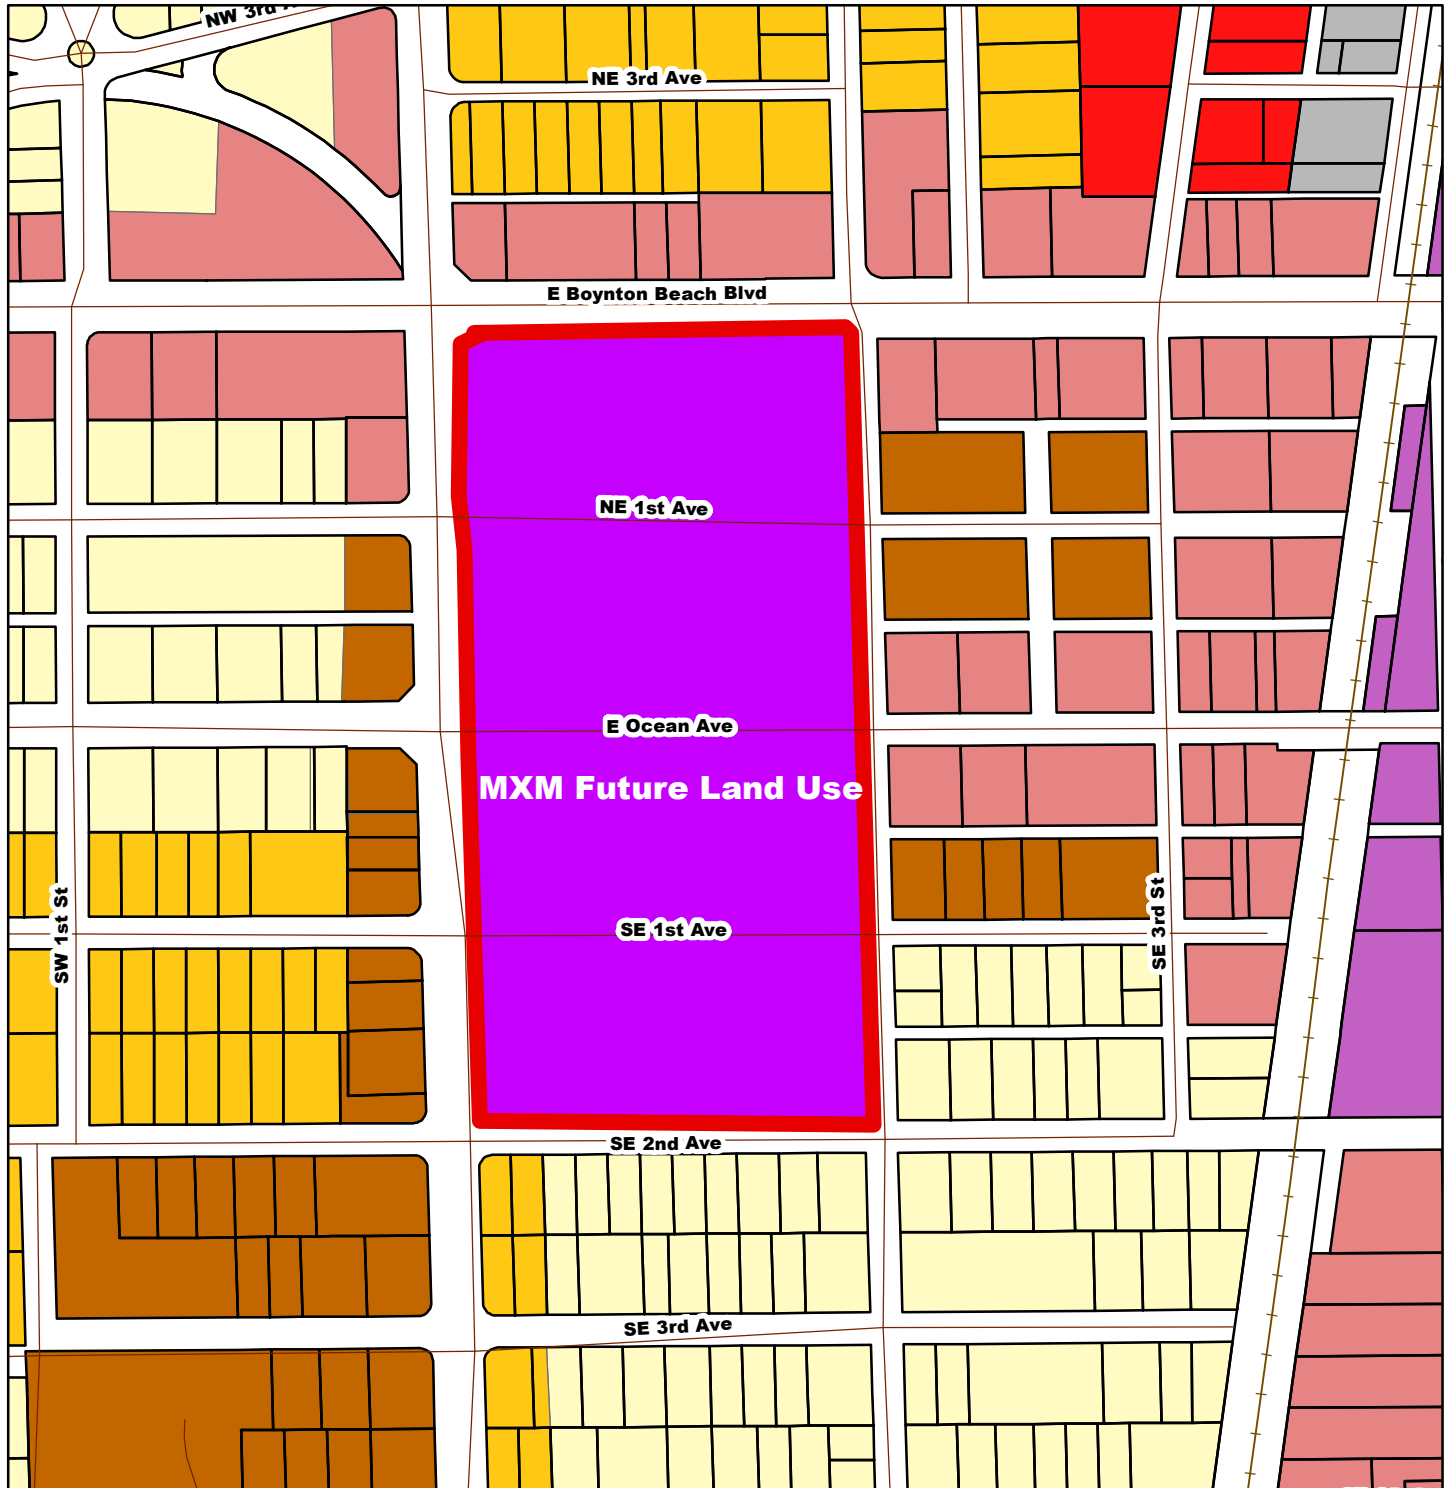 NW 3rd A
NE 3rd Ave
E Boynton Beach Blvd
NE 1st Ave
E Ocean Ave
MXM Future Land Use
SW 1st St
SE 3rd St
SE 1st Ave
SE 2nd Ave
SE 3rd Ave